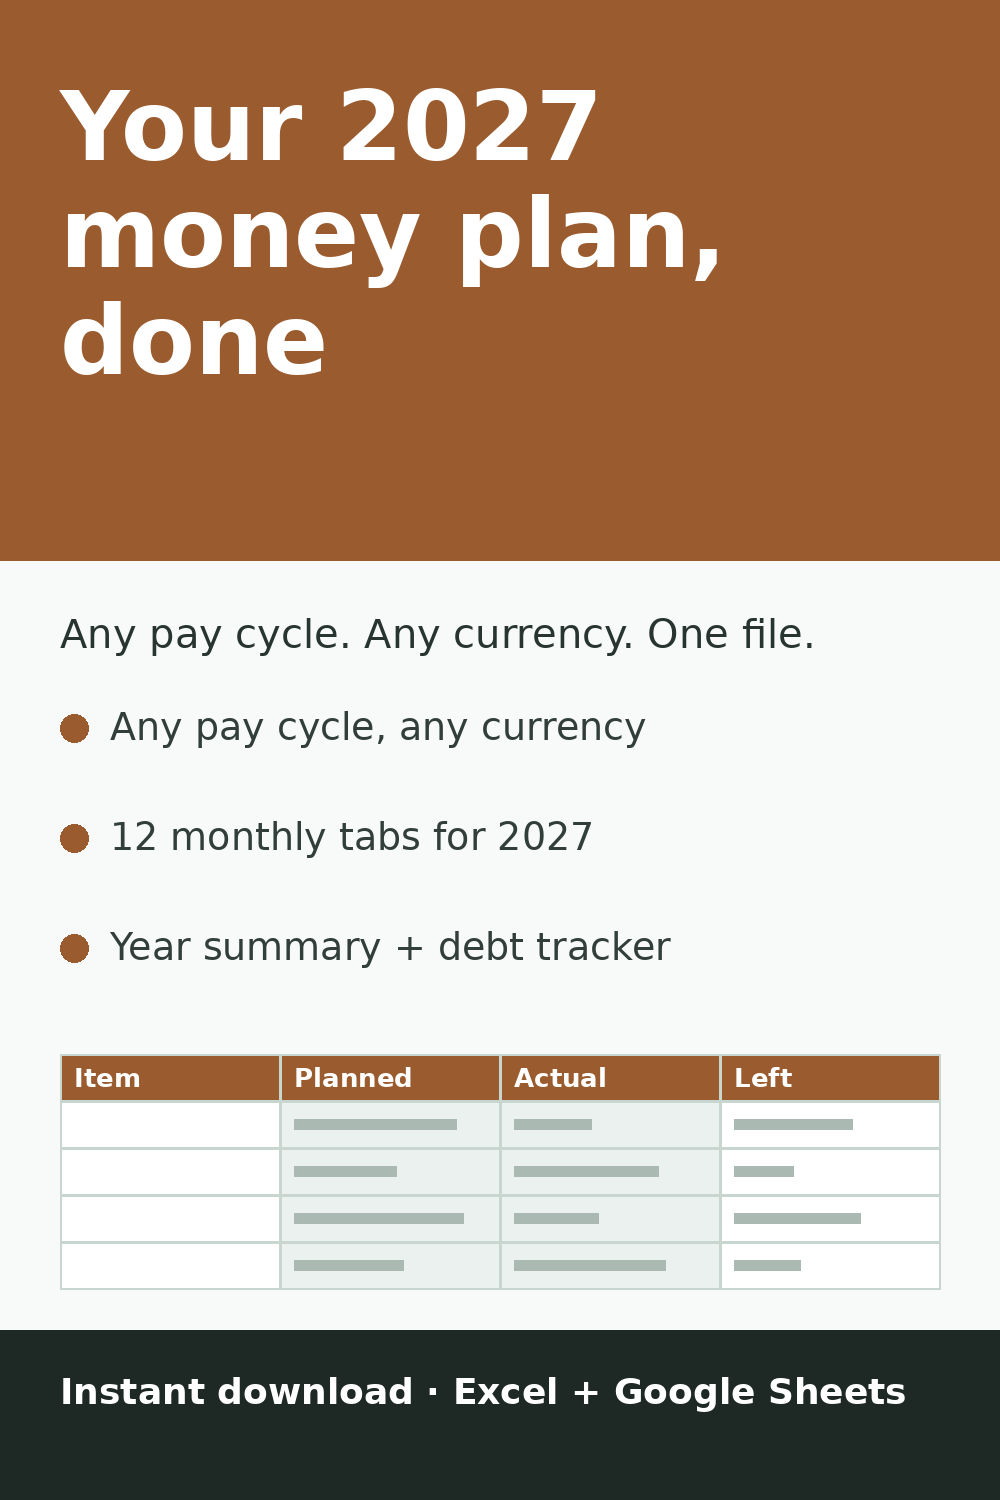 Your 2027
money plan,
done
Any pay cycle. Any currency. One file.
Any pay cycle, any currency
12 monthly tabs for 2027
Year summary + debt tracker
Item Planned Actual Left
Instant download · Excel + Google Sheets